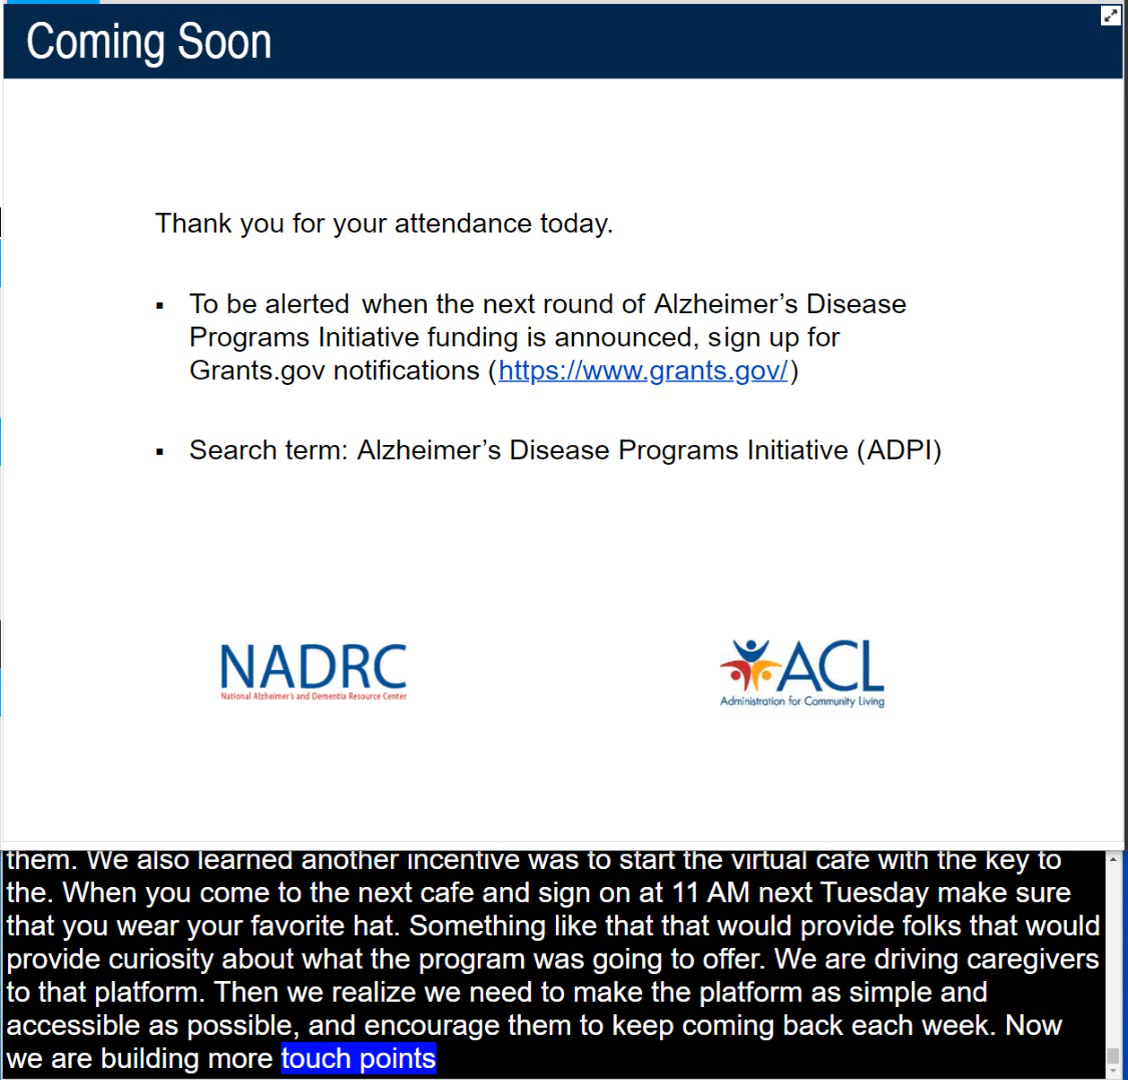 Coming Soon
Thank you for your attendance today.
▪ To be alerted when the next round of Alzheimer’s Disease
Programs Initiative funding is announced, sign up for
Grants.gov notifications (https://www.grants.gov/)
▪ Search term: Alzheimer’s Disease Programs Initiative (ADPI)
NADRC
National Alzheimer's and Dementia Resource Center
ACL
Administration for Community Living
them. We also learned another incentive was to start the virtual cafe with the key to
the. When you come to the next cafe and sign on at 11 AM next Tuesday make sure
that you wear your favorite hat. Something like that that would provide folks that would
provide curiosity about what the program was going to offer. We are driving caregivers
to that platform. Then we realize we need to make the platform as simple and
accessible as possible, and encourage them to keep coming back each week. Now
we are building more touch points